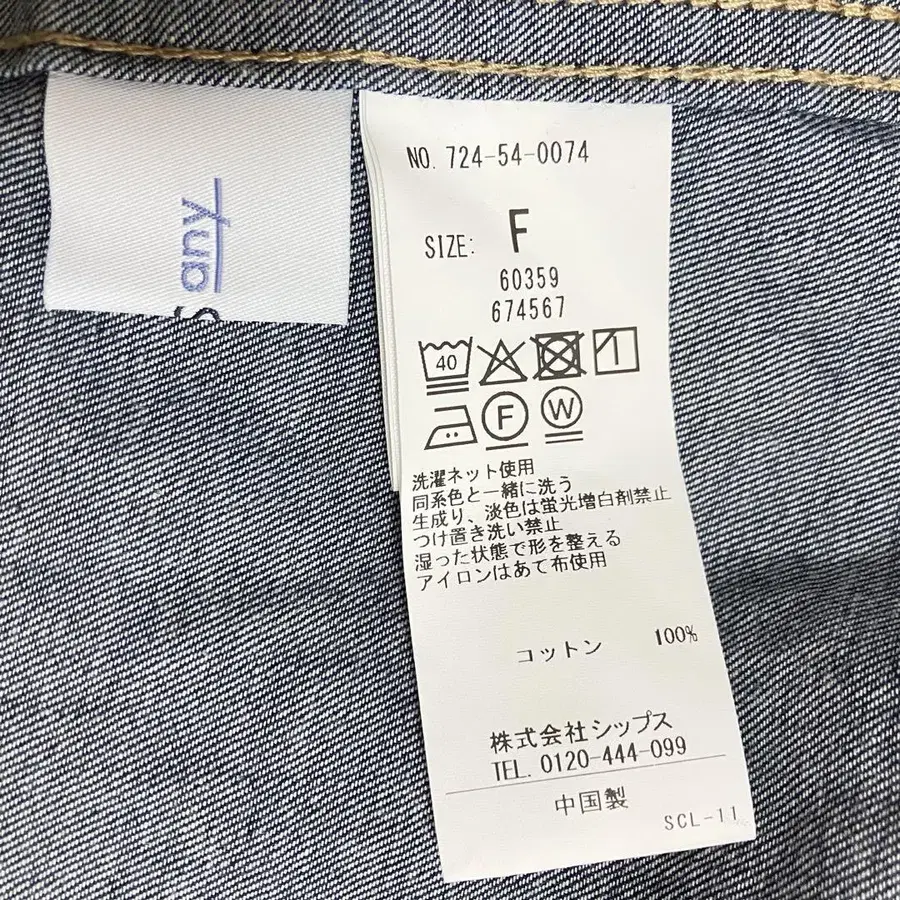 S any
NO. 724-54-0074
SIZE: F
60359
674567
40
F W
洗濯ネット使用
同系色と一緒に洗う
生成り、淡色は蛍光増白剤禁止
つけ置き洗い禁止
湿った状態で形を整える
アイロンはあて布使用
コットン 100%
株式会社シップス
TEL. 0120-444-099
中国製
SCL-11